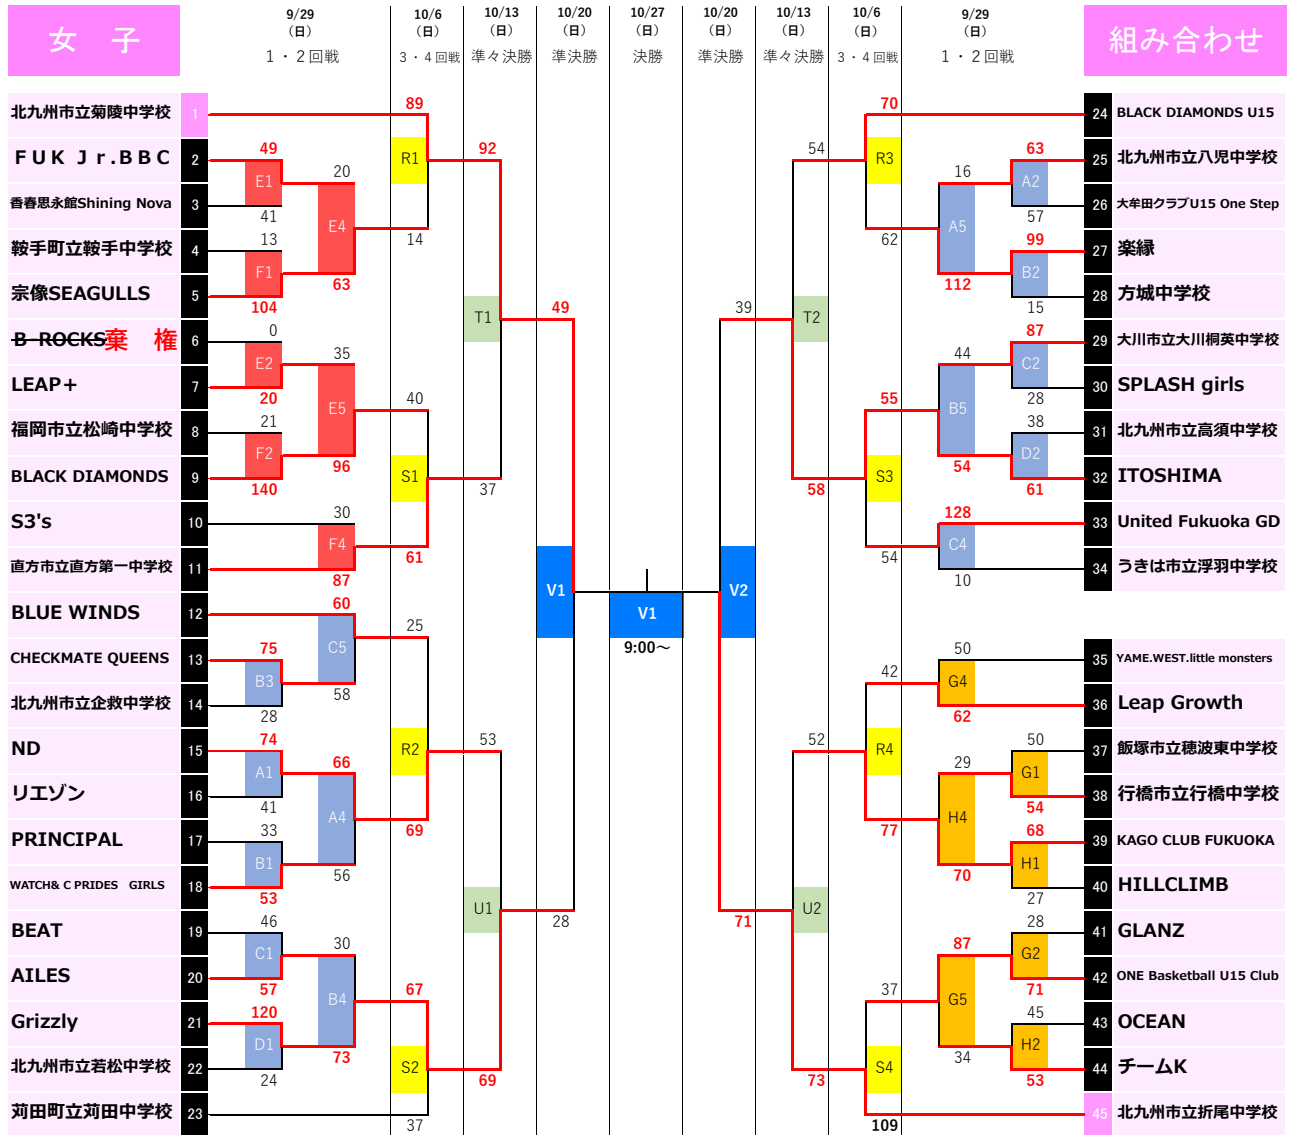 女　子
9/29
（日）
１・２回戦
10/6
（日）
３・４回戦
10/13
（日）
準々決勝
10/20
（日）
準決勝
10/27
（日）
決勝
10/20
（日）
準決勝
10/13
（日）
準々決勝
10/6
（日）
３・４回戦
9/29
（日）
１・２回戦
組み合わせ
北九州市立菊陵中学校 1
ＦＵＫ Ｊｒ.ＢＢＣ 2
香春思永館Shining Nova 3
鞍手町立鞍手中学校 4
宗像SEAGULLS 5
B-ROCKS棄　権 6
LEAP+ 7
福岡市立松崎中学校 8
BLACK DIAMONDS 9
S3's 10
直方市立直方第一中学校 11
BLUE WINDS 12
CHECKMATE QUEENS 13
北九州市立企救中学校 14
ND 15
リエゾン 16
PRINCIPAL 17
WATCH& C PRIDES GIRLS 18
BEAT 19
AILES 20
Grizzly 21
北九州市立若松中学校 22
苅田町立苅田中学校 23
49
E1
41
13
F1
104
0
E2
20
21
F2
140
75
B3
28
74
A1
41
33
B1
53
46
C1
57
120
D1
24
20
E4
63
35
E5
96
30
F4
87
60
C5
58
66
A4
56
30
B4
73
89
R1
14
40
S1
61
25
R2
69
67
S2
37
92
T1
37
53
U1
69
49
V1
28
V1
9:00～
39
V2
71
54
T2
58
52
U2
73
70
R3
62
55
S3
54
42
R4
77
37
S4
109
16
A5
112
44
B5
54
128
C4
10
50
G4
62
29
H4
70
87
G5
34
63
A2
57
99
B2
15
87
C2
28
38
D2
61
50
G1
54
68
H1
27
28
G2
71
45
H2
53
24 BLACK DIAMONDS U15
25 北九州市立八児中学校
26 大牟田クラブU15 One Step
27 楽縁
28 方城中学校
29 大川市立大川桐英中学校
30 SPLASH girls
31 北九州市立高須中学校
32 ITOSHIMA
33 United Fukuoka GD
34 うきは市立浮羽中学校
35 YAME.WEST.little monsters
36 Leap Growth
37 飯塚市立穂波東中学校
38 行橋市立行橋中学校
39 KAGO CLUB FUKUOKA
40 HILLCLIMB
41 GLANZ
42 ONE Basketball U15 Club
43 OCEAN
44 チームK
45 北九州市立折尾中学校